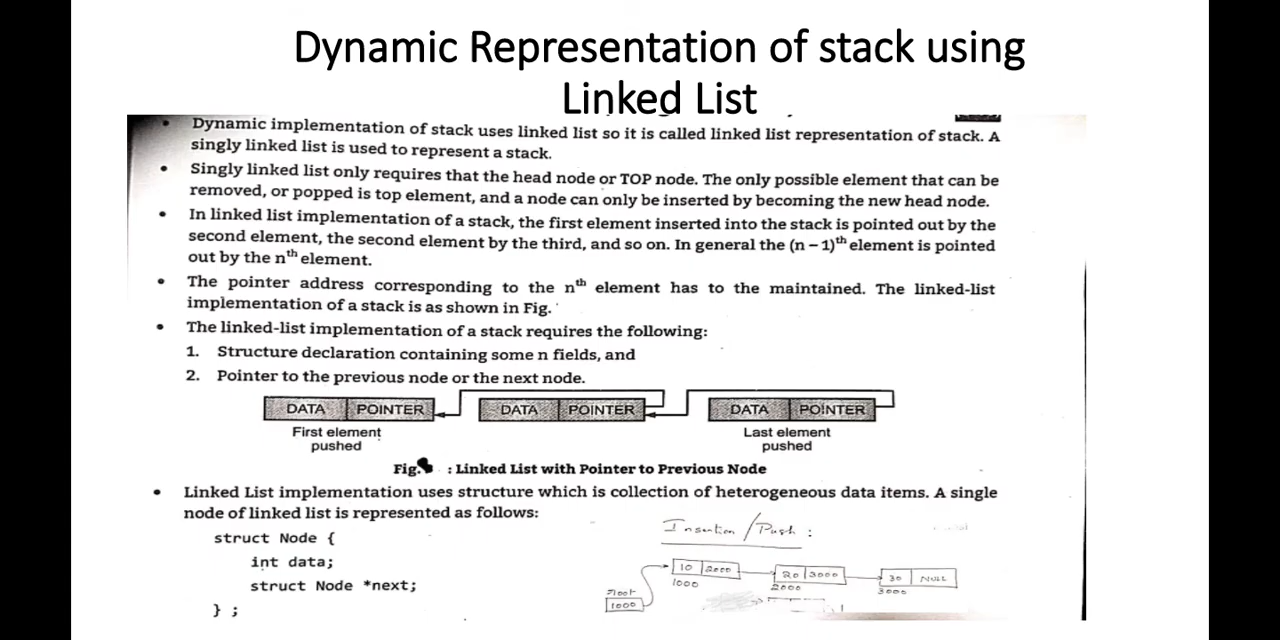 Dynamic Representation of stack using
Linked List
• Dynamic implementation of stack uses linked list so it is called linked list representation of stack. A
singly linked list is used to represent a stack.
• Singly linked list only requires that the head node or TOP node. The only possible element that can be
removed, or popped is top element, and a node can only be inserted by becoming the new head node.
• In linked list implementation of a stack, the first element inserted into the stack is pointed out by the
second element, the second element by the third, and so on. In general the (n – 1)th element is pointed
out by the nth element.
• The pointer address corresponding to the nth element has to the maintained. The linked-list
implementation of a stack is as shown in Fig.
• The linked-list implementation of a stack requires the following:
1. Structure declaration containing some n fields, and
2. Pointer to the previous node or the next node.
DATA POINTER DATA POINTER DATA POINTER
First element Last element
pushed pushed
Fig. : Linked List with Pointer to Previous Node
• Linked List implementation uses structure which is collection of heterogeneous data items. A single
node of linked list is represented as follows:
struct Node {
int data;
struct Node *next;
} ;
Insertion / Push :
10 2000 20 3000 30 NULL
1000 2000 3000
1000